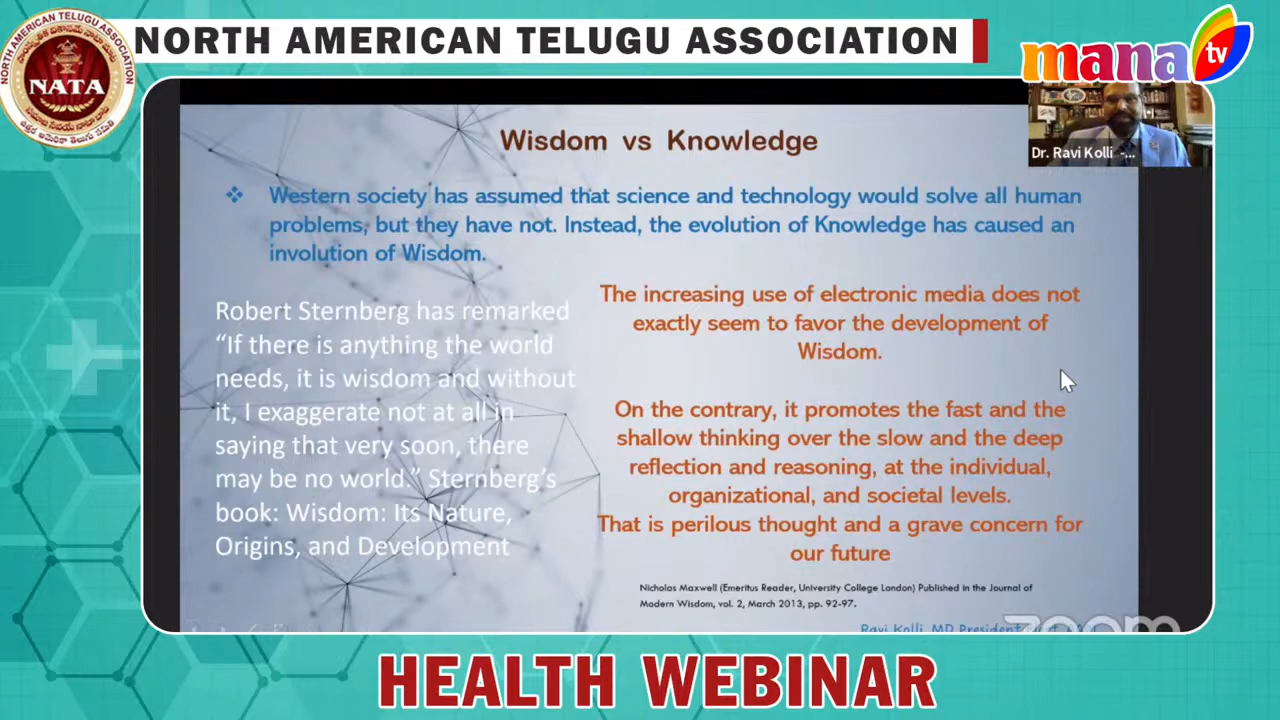 NORTH AMERICAN TELUGU ASSOCIATION
NORTH AMERICAN TELUGU ASSOCIATION
NATA
mana tv
Wisdom vs Knowledge
Dr. Ravi Kolli -...
❖ Western society has assumed that science and technology would solve all human
problems, but they have not. Instead, the evolution of Knowledge has caused an
involution of Wisdom.
Robert Sternberg has remarked
“If there is anything the world
needs, it is wisdom and without
it, I exaggerate not at all in
saying that very soon, there
may be no world.” Sternberg’s
book: Wisdom: Its Nature,
Origins, and Development
The increasing use of electronic media does not
exactly seem to favor the development of
Wisdom.
On the contrary, it promotes the fast and the
shallow thinking over the slow and the deep
reflection and reasoning, at the individual,
organizational, and societal levels.
That is perilous thought and a grave concern for
our future
Nicholas Maxwell (Emeritus Reader, University College London) Published in the Journal of
Modern Wisdom, vol. 2, March 2013, pp. 92-97.
Ravi Kolli, MD President
zoom
HEALTH WEBINAR